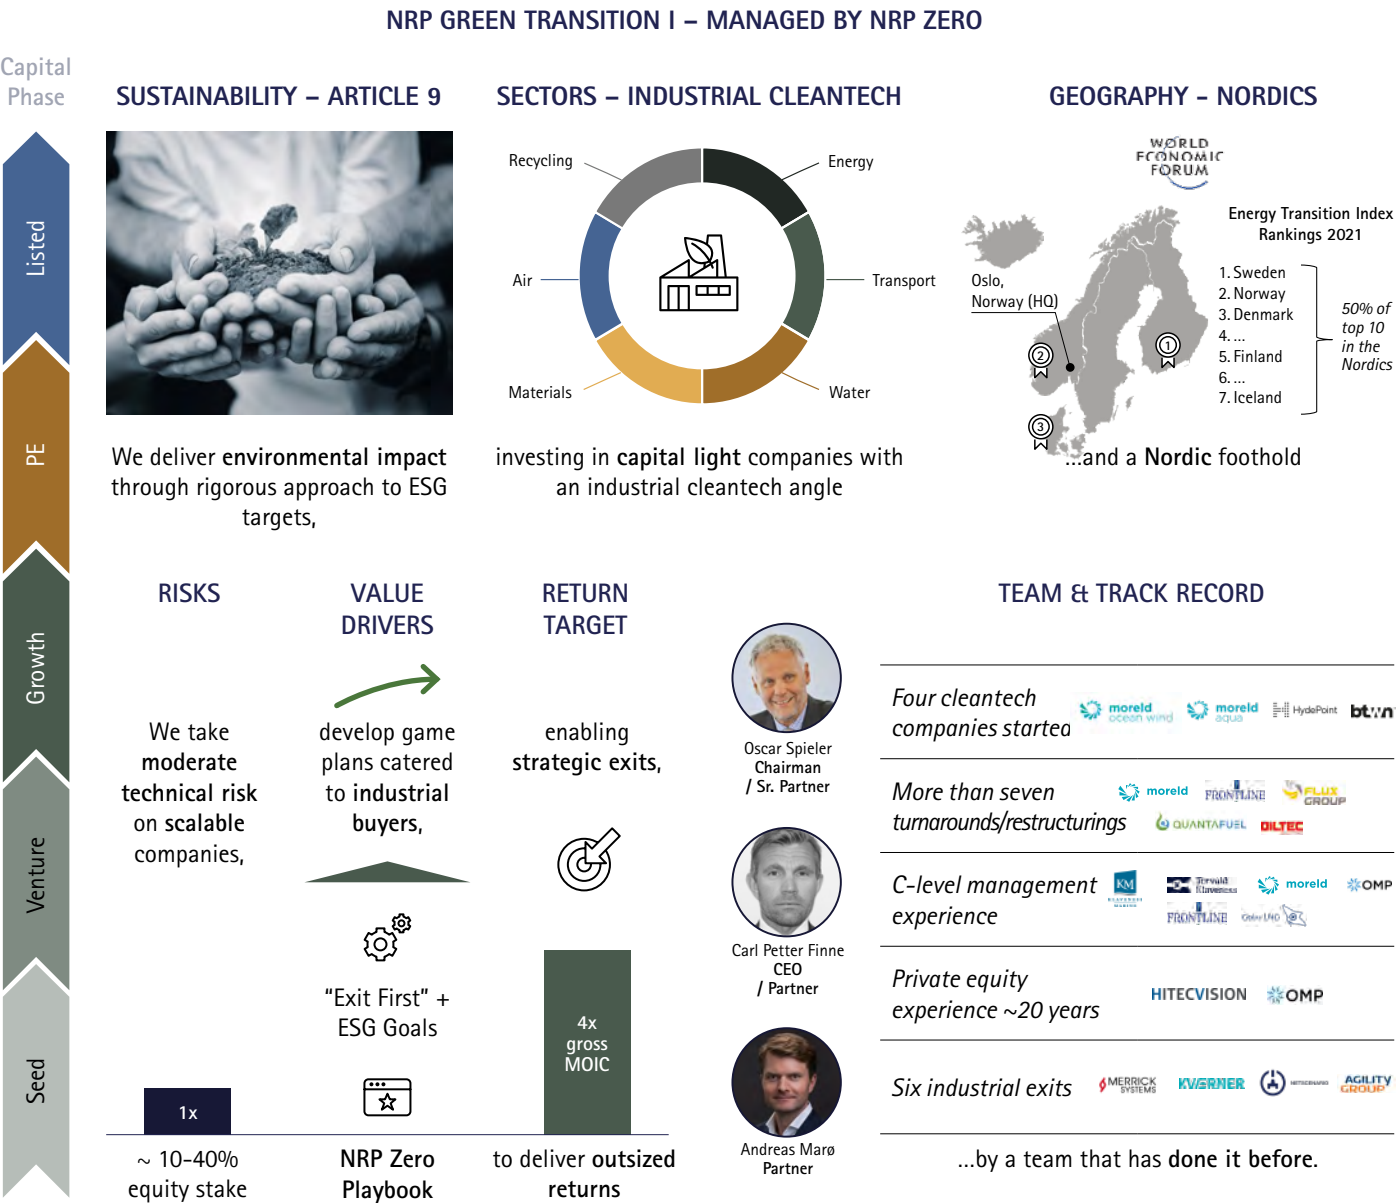 NRP GREEN TRANSITION I – MANAGED BY NRP ZERO
Capital
Phase
Listed
PE
Growth
Venture
Seed
SUSTAINABILITY – ARTICLE 9
We deliver environmental impact
through rigorous approach to ESG
targets,
SECTORS – INDUSTRIAL CLEANTECH
Recycling
Energy
Air
Transport
Materials
Water
investing in capital light companies with
an industrial cleantech angle
GEOGRAPHY - NORDICS
WORLD
ECONOMIC
FORUM
Energy Transition Index
Rankings 2021
Oslo,
Norway (HQ)
1. Sweden
2. Norway
3. Denmark
4. ...
5. Finland
6. ...
7. Iceland
50% of
top 10
in the
Nordics
1
2
3
...and a Nordic foothold
RISKS
We take
moderate
technical risk
on scalable
companies,
1x
~ 10-40%
equity stake
VALUE
DRIVERS
develop game
plans catered
to industrial
buyers,
“Exit First” +
ESG Goals
NRP Zero
Playbook
RETURN
TARGET
enabling
strategic exits,
4x
gross
MOIC
to deliver outsized
returns
Oscar Spieler
Chairman
/ Sr. Partner
Carl Petter Finne
CEO
/ Partner
Andreas Marø
Partner
TEAM & TRACK RECORD
Four cleantech
companies started
moreld
ocean wind
moreld
aqua
HydePoint
btwn
More than seven
turnarounds/restructurings
moreld
FRONTLINE
FLUX
GROUP
QUANTAFUEL
OILTEC
C-level management
experience
KM
KLAVENESS
MARINE
Torvald
Klaveness
moreld
OMP
FRONTLINE
Private equity
experience ~20 years
HITECVISION
OMP
Six industrial exits
MERRICK
SYSTEMS
KVÆRNER
AGILITY
GROUP
...by a team that has done it before.